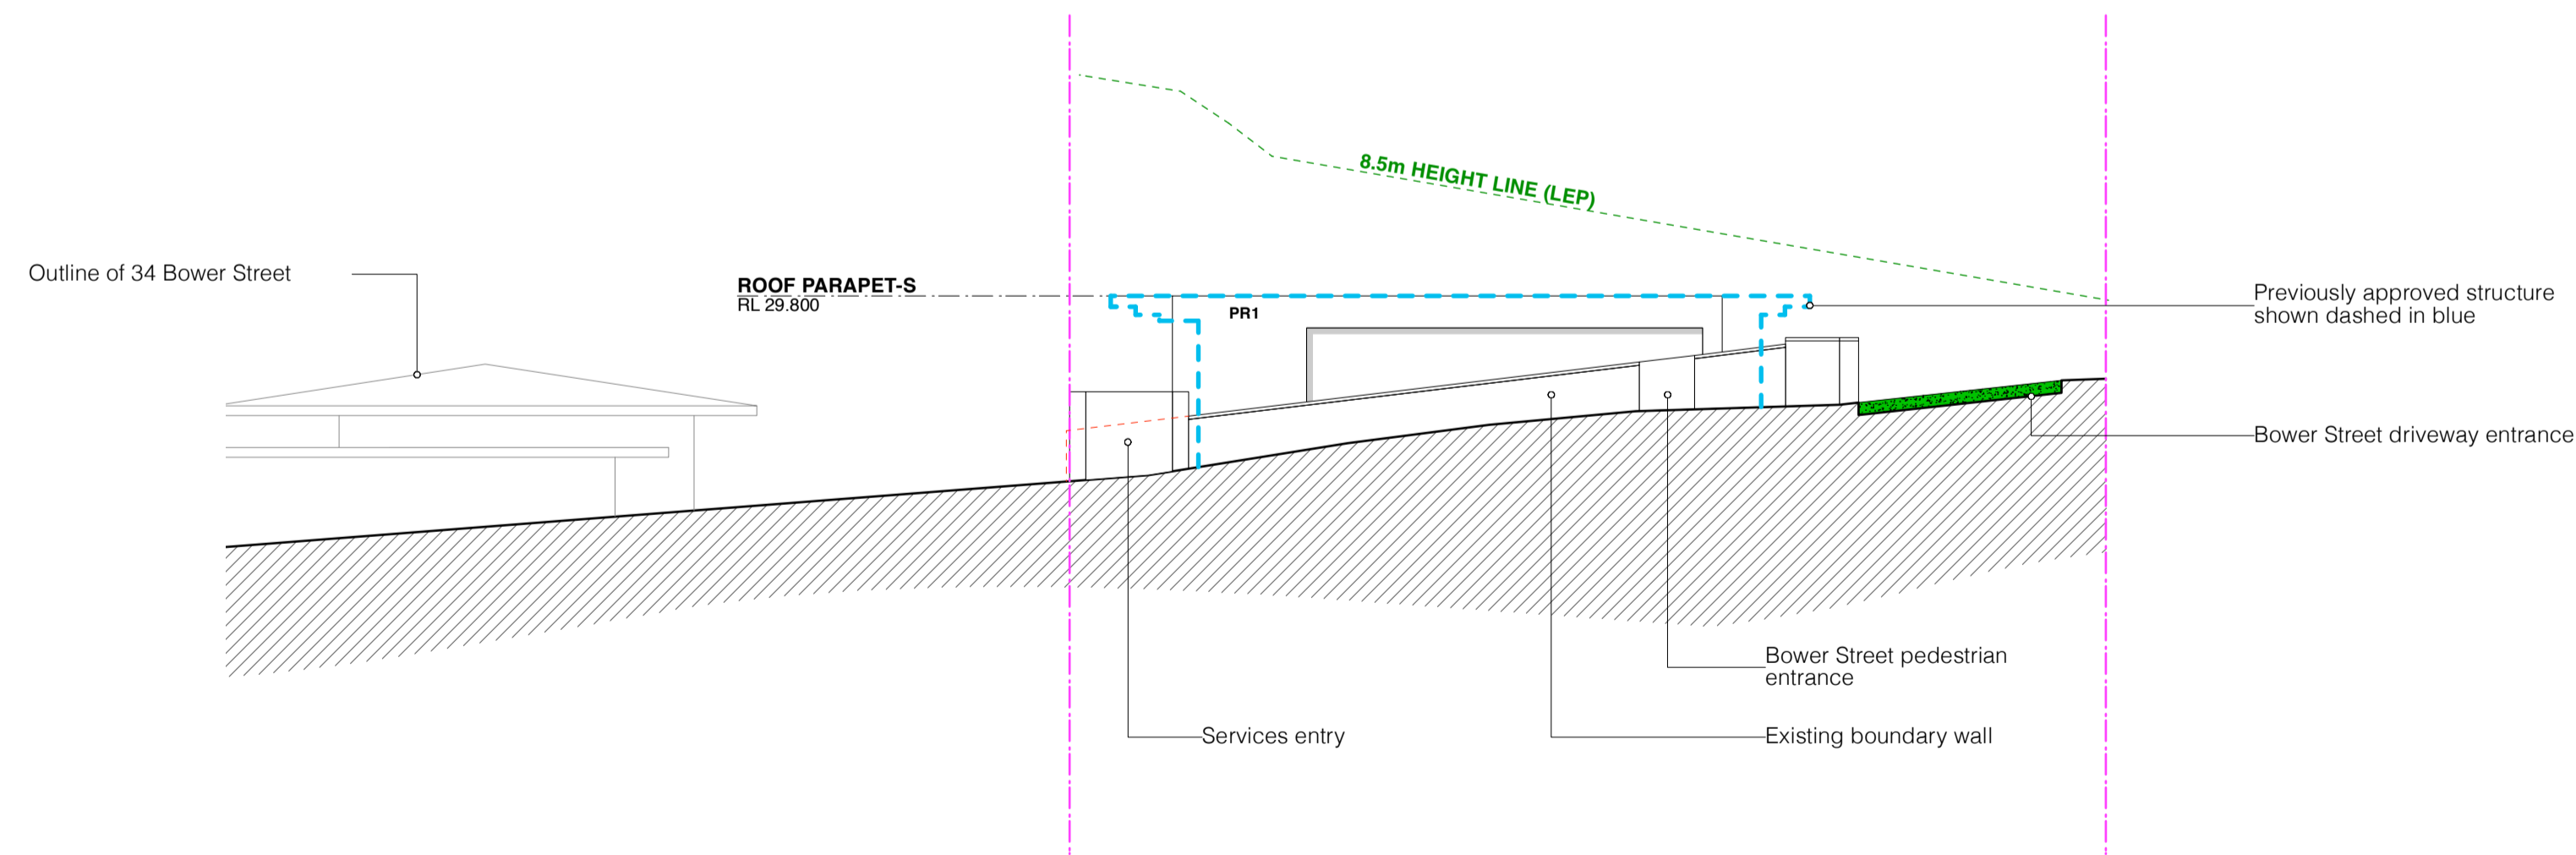 8.5m HEIGHT LINE (LEP)
Outline of 34 Bower Street
ROOF PARAPET-S
RL 29.800
PR1
Previously approved structure
shown dashed in blue
Bower Street driveway entrance
Bower Street pedestrian
entrance
Services entry
Existing boundary wall